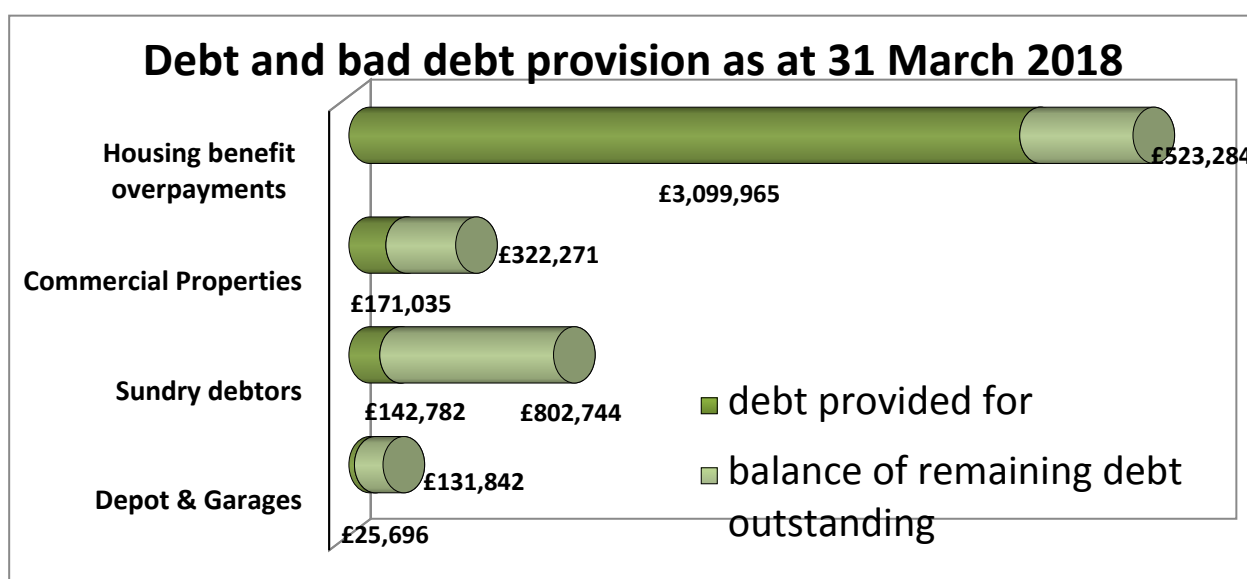 Debt and bad debt provision as at 31 March 2018
Housing benefit
overpayments
£523,284
£3,099,965
Commercial Properties
£322,271
£171,035
Sundry debtors
£142,782
£802,744
debt provided for
balance of remaining debt
outstanding
Depot & Garages
£131,842
£25,696